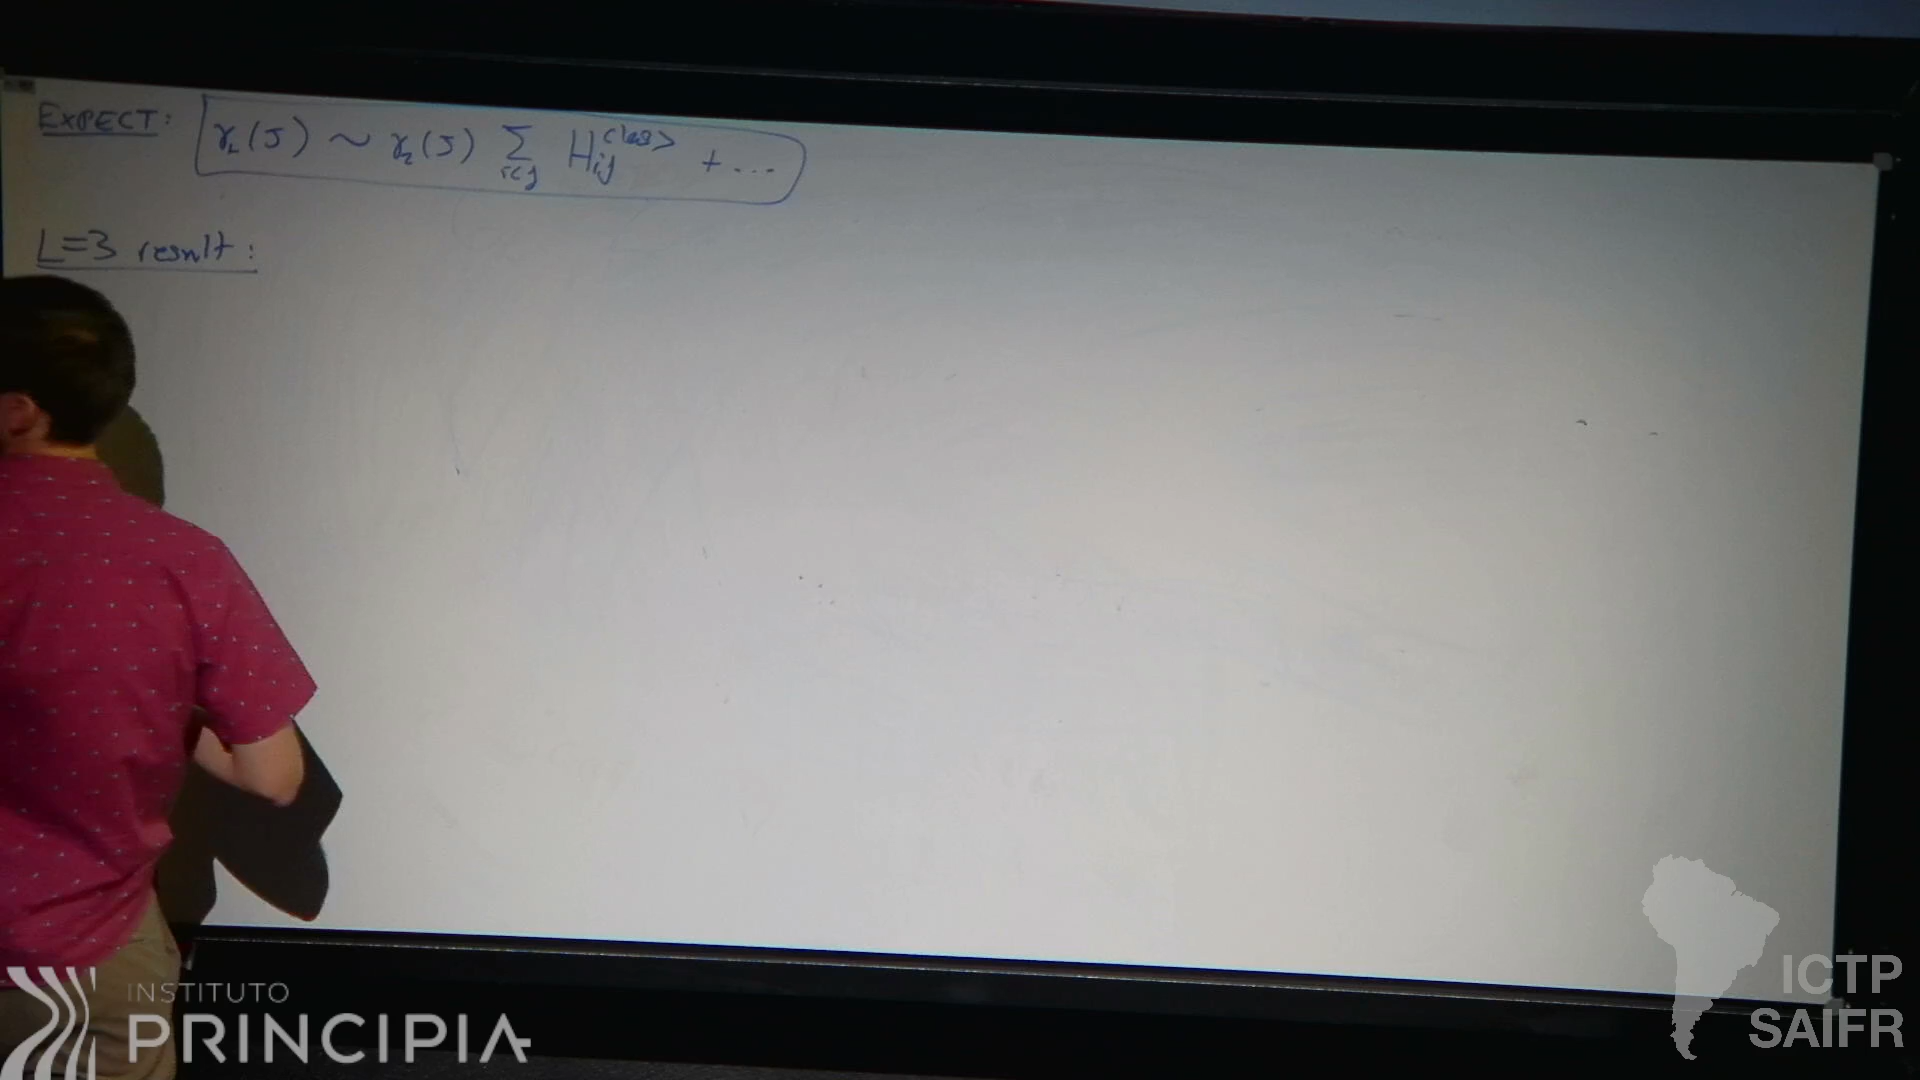 EXPECT: γ_L(J) ~ γ_2(J) Σ_{i<j} H_{ij}^{class} + ...
L=3 result:
INSTITUTO
PRINCIPIA
ICTP
SAIFR